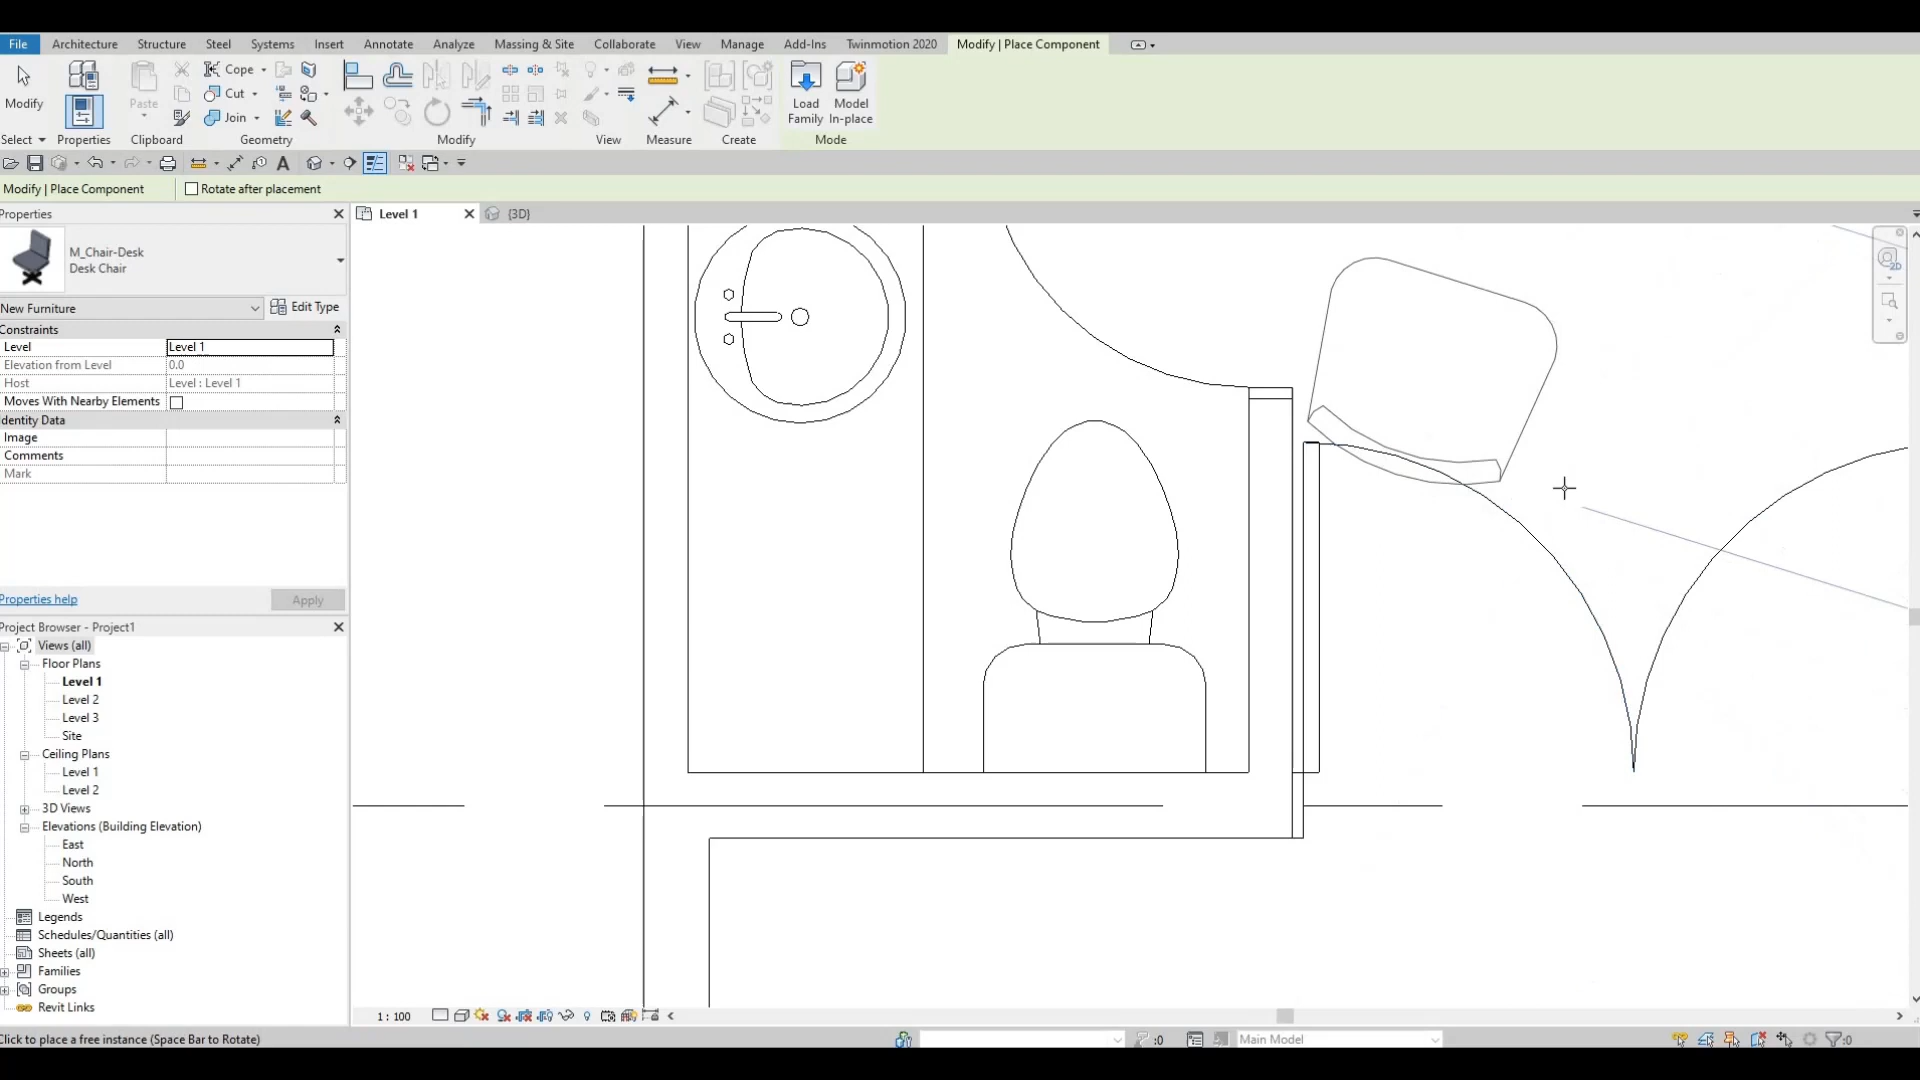 File Architecture Structure Steel Systems Insert Annotate Analyze Massing & Site Collaborate View Manage Add-Ins Twinmotion 2020 Modify | Place Component
Modify
Paste
Cope
Cut
Join
Load Family
Model In-place
Select Properties Clipboard Geometry Modify View Measure Create Mode
A
Modify | Place Component Rotate after placement
Properties
Level 1 {3D}
M_Chair-Desk
Desk Chair
New Furniture Edit Type
Constraints
Level Level 1
Elevation from Level 0.0
Host Level : Level 1
Moves With Nearby Elements
Identity Data
Image
Comments
Mark
Properties help Apply
Project Browser - Project1
Views (all)
Floor Plans
Level 1
Level 2
Level 3
Site
Ceiling Plans
Level 1
Level 2
3D Views
Elevations (Building Elevation)
East
North
South
West
Legends
Schedules/Quantities (all)
Sheets (all)
Families
Groups
Revit Links
2D
1 : 100
Click to place a free instance (Space Bar to Rotate) :0 Main Model :0